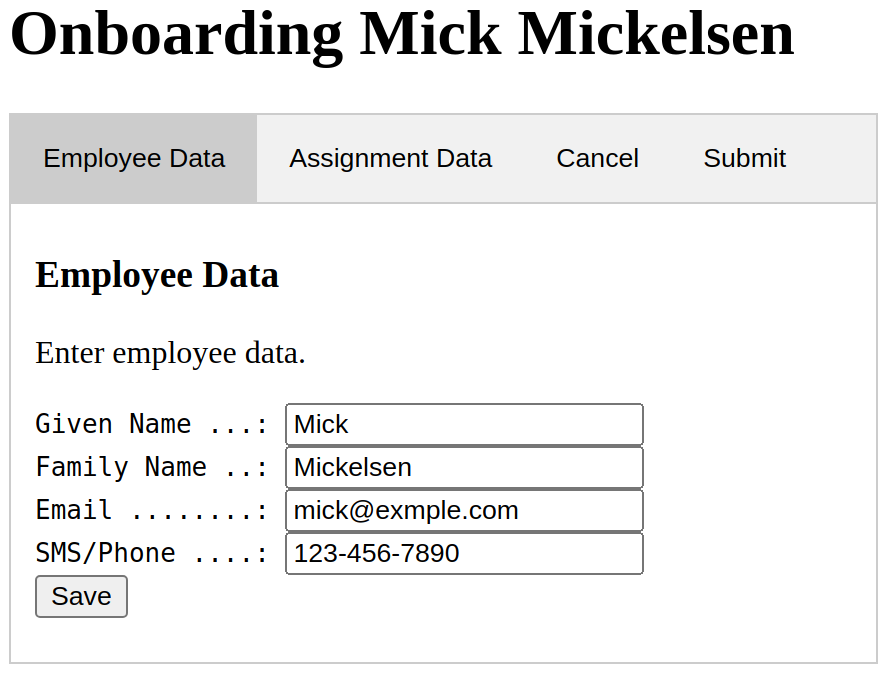 Onboarding Mick Mickelsen
Employee Data Assignment Data Cancel Submit
Employee Data
Enter employee data.
Given Name ...: Mick
Family Name ..: Mickelsen
Email ........: mick@exmple.com
SMS/Phone ....: 123-456-7890
Save